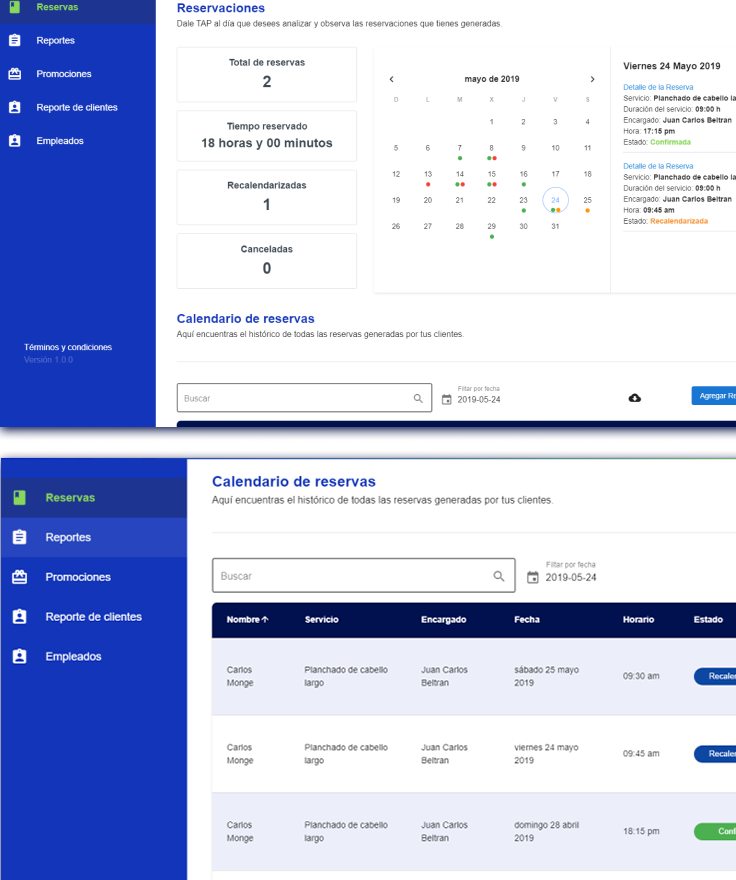 Reservas
Reportes
Promociones
Reporte de clientes
Empleados
Términos y condiciones
Versión 1.0.0
Reservaciones
Dale TAP al día que desees analizar y observa las reservaciones que tienes generadas.
Total de reservas
2
Tiempo reservado
18 horas y 00 minutos
Recalendarizadas
1
Canceladas
0
mayo de 2019
D L M X J V S
1 2 3 4
5 6 7 8 9 10 11
12 13 14 15 16 17 18
19 20 21 22 23 24 25
26 27 28 29 30 31
Viernes 24 Mayo 2019
Detalle de la Reserva
Servicio: Planchado de cabello la
Duración del servicio: 09:00 h
Encargado: Juan Carlos Beltran
Hora: 17:15 pm
Estado: Confirmada
Detalle de la Reserva
Servicio: Planchado de cabello la
Duración del servicio: 09:00 h
Encargado: Juan Carlos Beltran
Hora: 09:45 am
Estado: Recalendarizada
Calendario de reservas
Aquí encuentras el histórico de todas las reservas generadas por tus clientes.
Buscar
Filtar por fecha
2019-05-24
Agregar Re
Reservas
Reportes
Promociones
Reporte de clientes
Empleados
Calendario de reservas
Aquí encuentras el histórico de todas las reservas generadas por tus clientes.
Buscar
Filtar por fecha
2019-05-24
Nombre Servicio Encargado Fecha Horario Estado
Carlos Monge Planchado de cabello largo Juan Carlos Beltran sábado 25 mayo 2019 09:30 am Recalen
Carlos Monge Planchado de cabello largo Juan Carlos Beltran viernes 24 mayo 2019 09:45 am Recalen
Carlos Monge Planchado de cabello largo Juan Carlos Beltran domingo 28 abril 2019 18:15 pm Conf